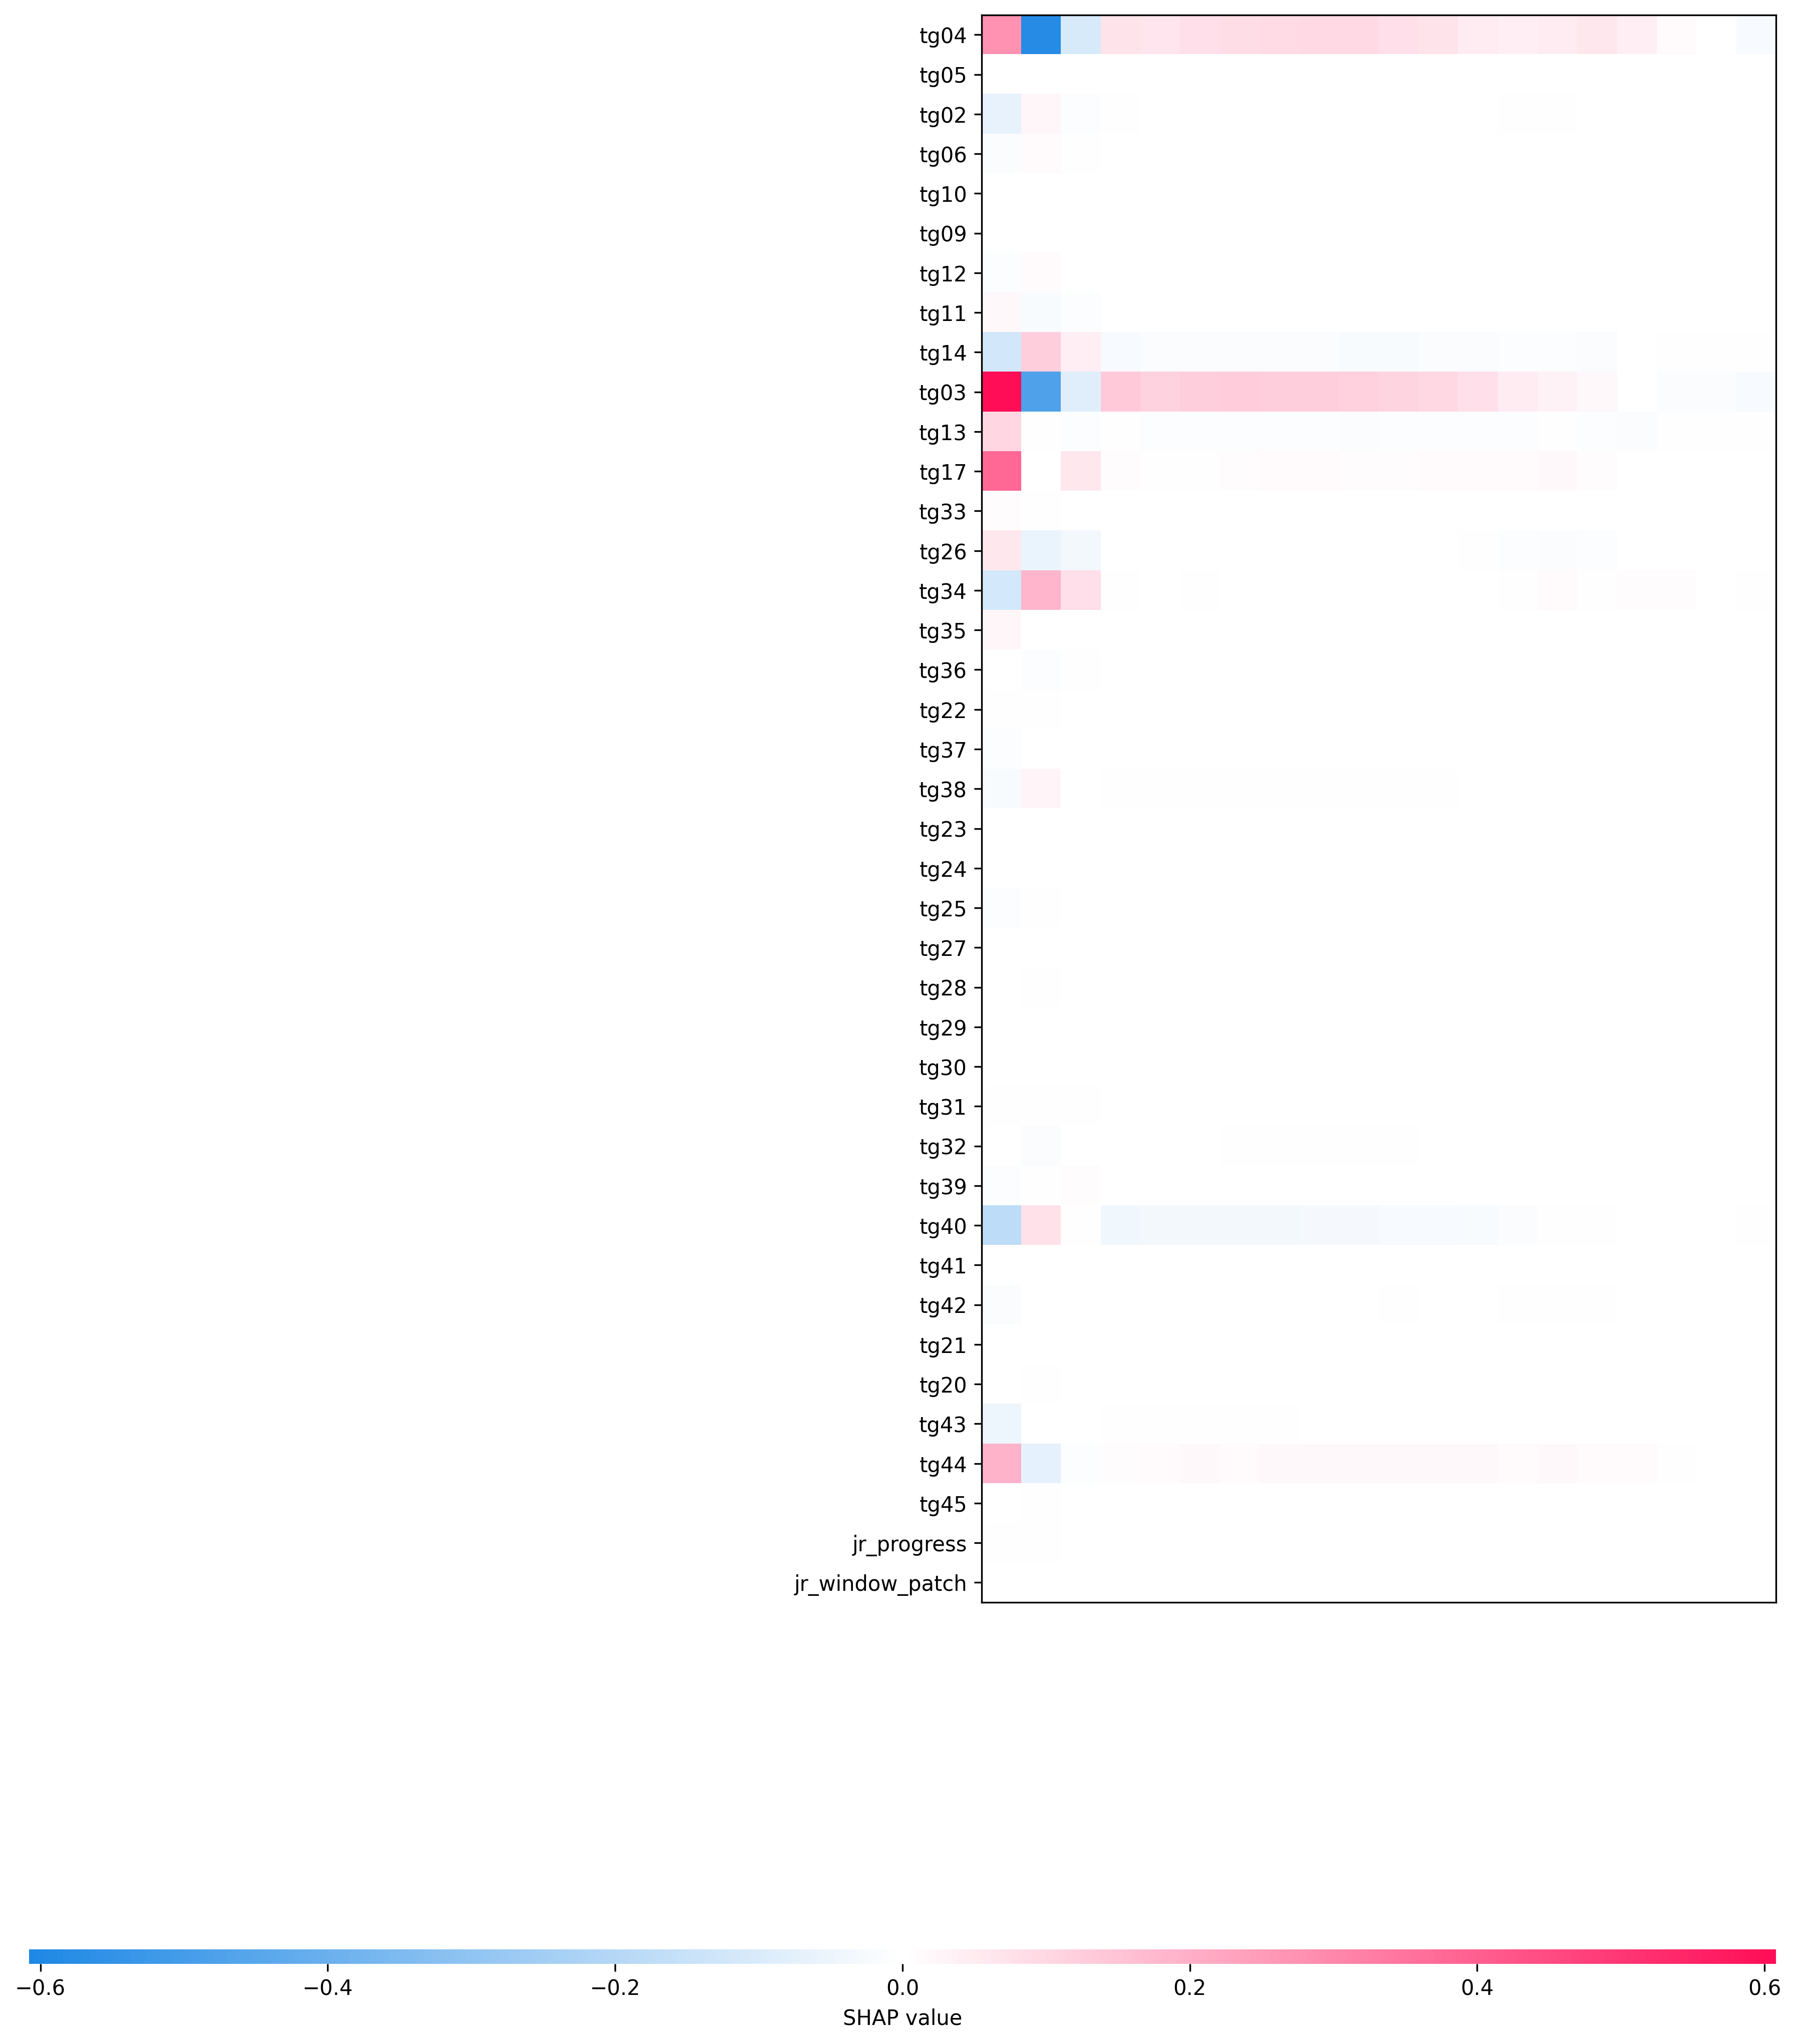 tg04
tg05
tg02
tg06
tg10
tg09
tg12
tg11
tg14
tg03
tg13
tg17
tg33
tg26
tg34
tg35
tg36
tg22
tg37
tg38
tg23
tg24
tg25
tg27
tg28
tg29
tg30
tg31
tg32
tg39
tg40
tg41
tg42
tg21
tg20
tg43
tg44
tg45
jr_progress
jr_window_patch
−0.6 −0.4 −0.2 0.0 0.2 0.4 0.6
SHAP value